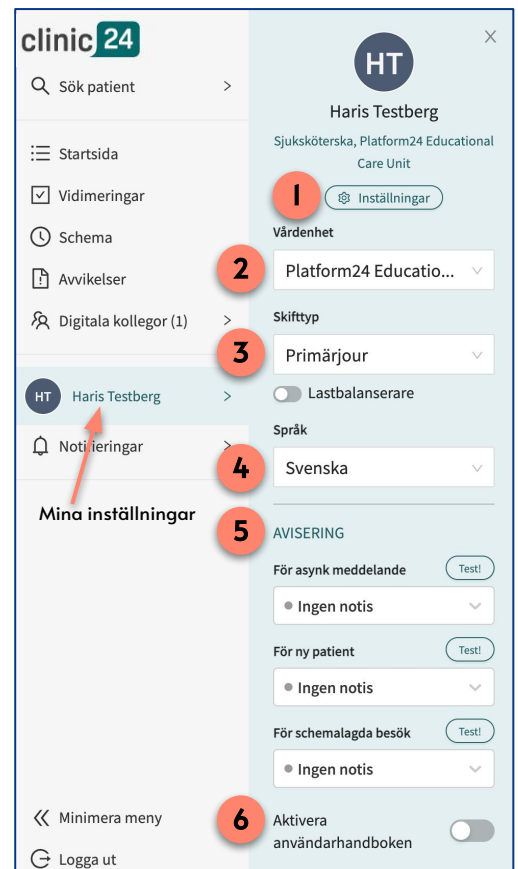 clinic 24
Sök patient
Startsida
Vidimeringar
Schema
Avvikelser
Digitala kollegor (1)
HT
Haris Testberg
Notifieringar
Mina inställningar
Minimera meny
Logga ut
X
HT
Haris Testberg
Sjuksköterska, Platform24 Educational
Care Unit
1
Inställningar
Vårdenhet
2
Platform24 Educatio...
Skifttyp
3
Primärjour
Lastbalanserare
Språk
4
Svenska
5
AVISERING
För asynk meddelande
Test!
Ingen notis
För ny patient
Test!
Ingen notis
För schemalagda besök
Test!
Ingen notis
6
Aktivera
användarhandboken